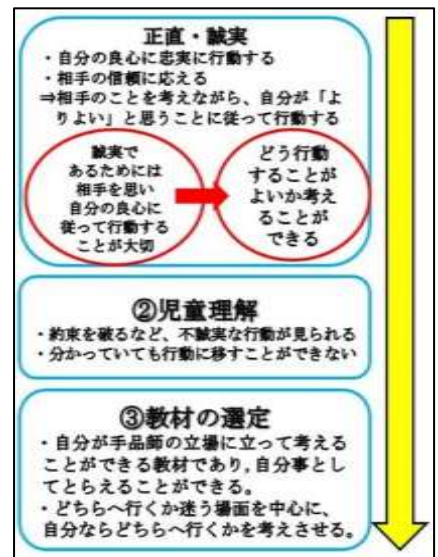 正直・誠実
・自分の良心に忠実に行動する
・相手の信頼に応える
⇒相手のことを考えながら、自分が「よ
りよい」と思うことに従って行動する
誠実で
あるためには
相手を思い
自分の良心に
従って行動する
ことが大切
どう行動
することが
よいか考え
ることが
できる
②児童理解
・約束を破るなど、不誠実な行動が見られる
・分かっていても行動に移すことができない
③教材の選定
・自分が手品師の立場に立って考える
ことができる教材であり，自分事とし
てとらえることができる。
・どちらへ行くか迷う場面を中心に、
自分ならどちらへ行くかを考えさせる。